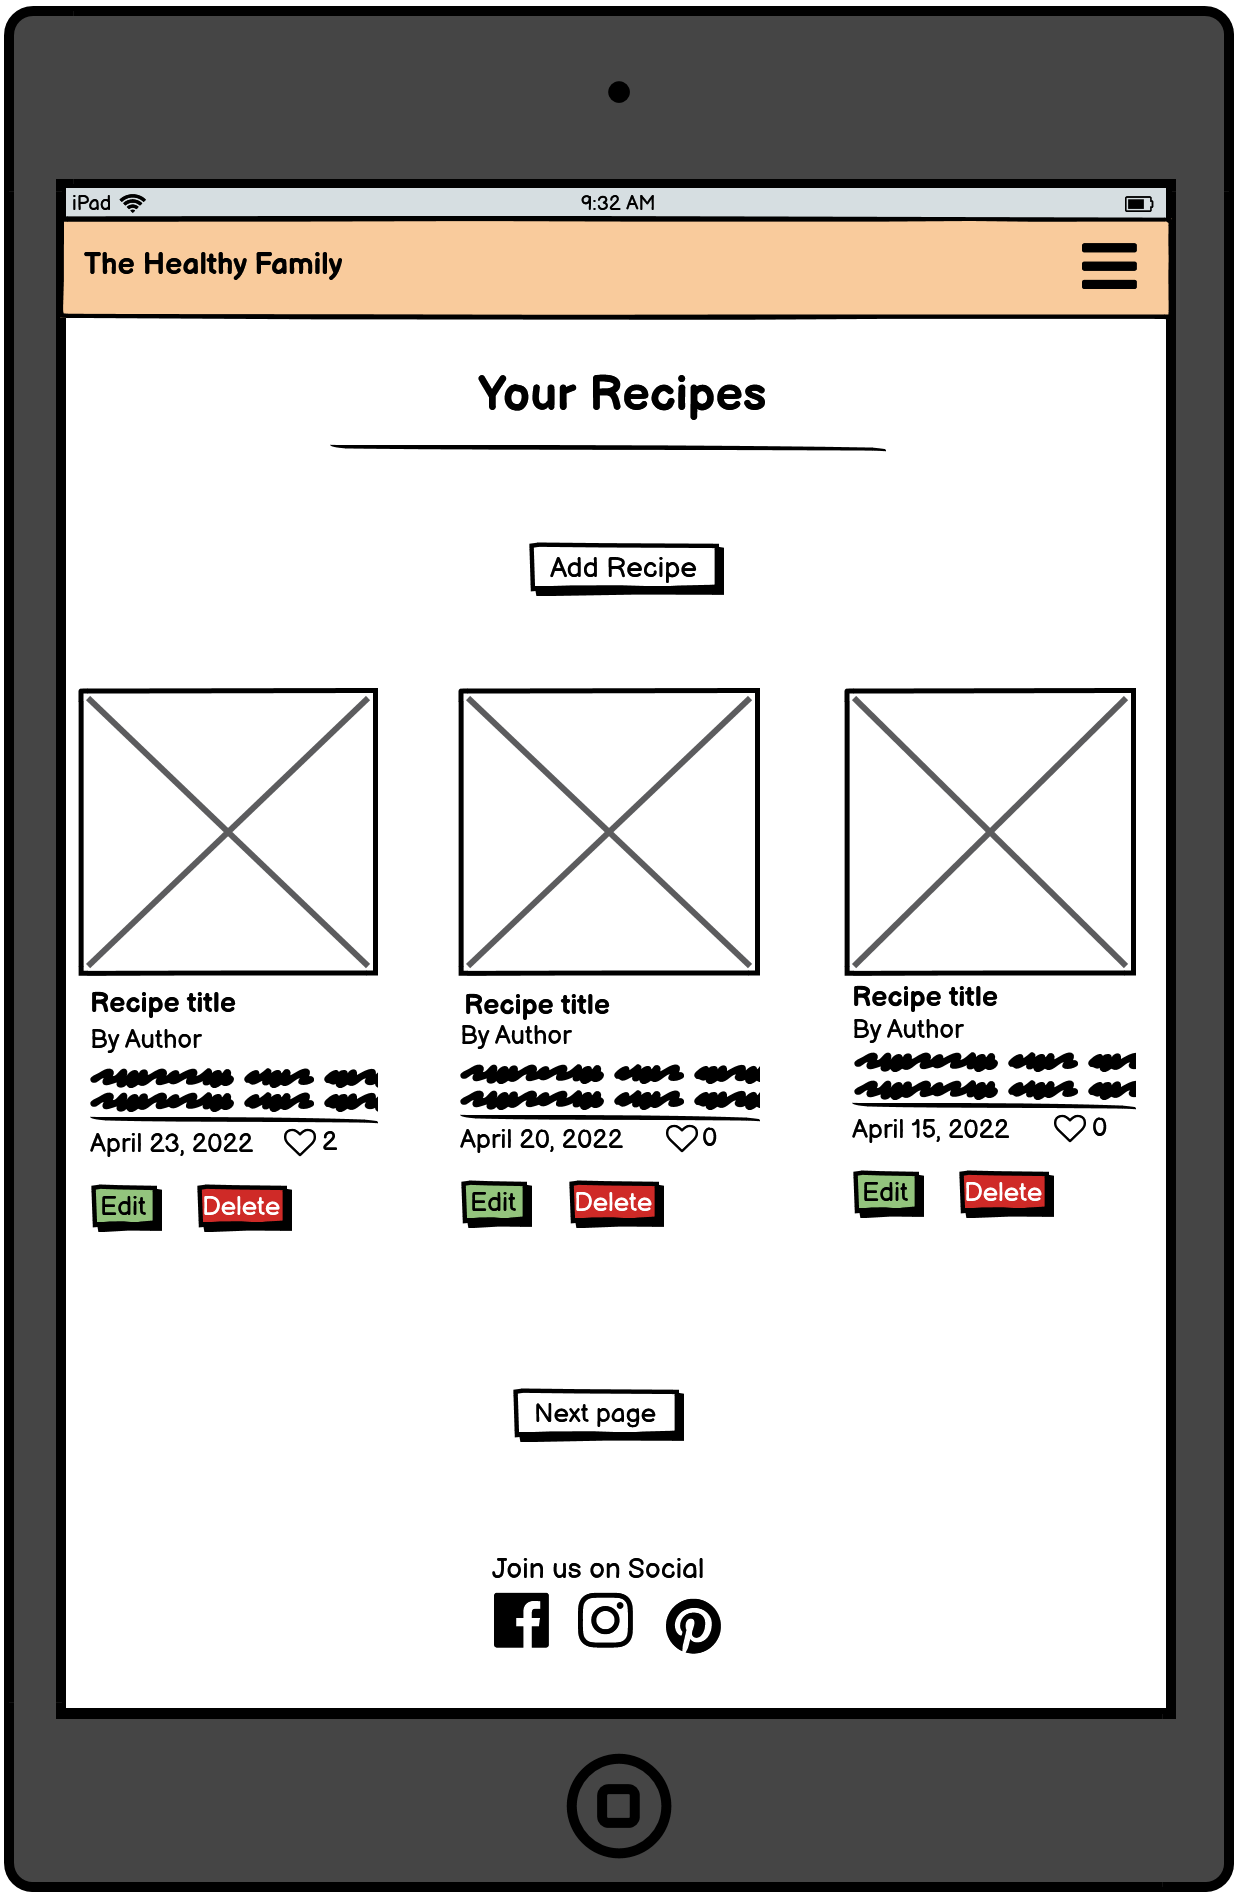 iPad 9:32 AM
The Healthy Family
Your Recipes
Add Recipe
Recipe title
By Author
April 23, 2022 2
Edit Delete
Recipe title
By Author
April 20, 2022 0
Edit Delete
Recipe title
By Author
April 15, 2022 0
Edit Delete
Next page
Join us on Social